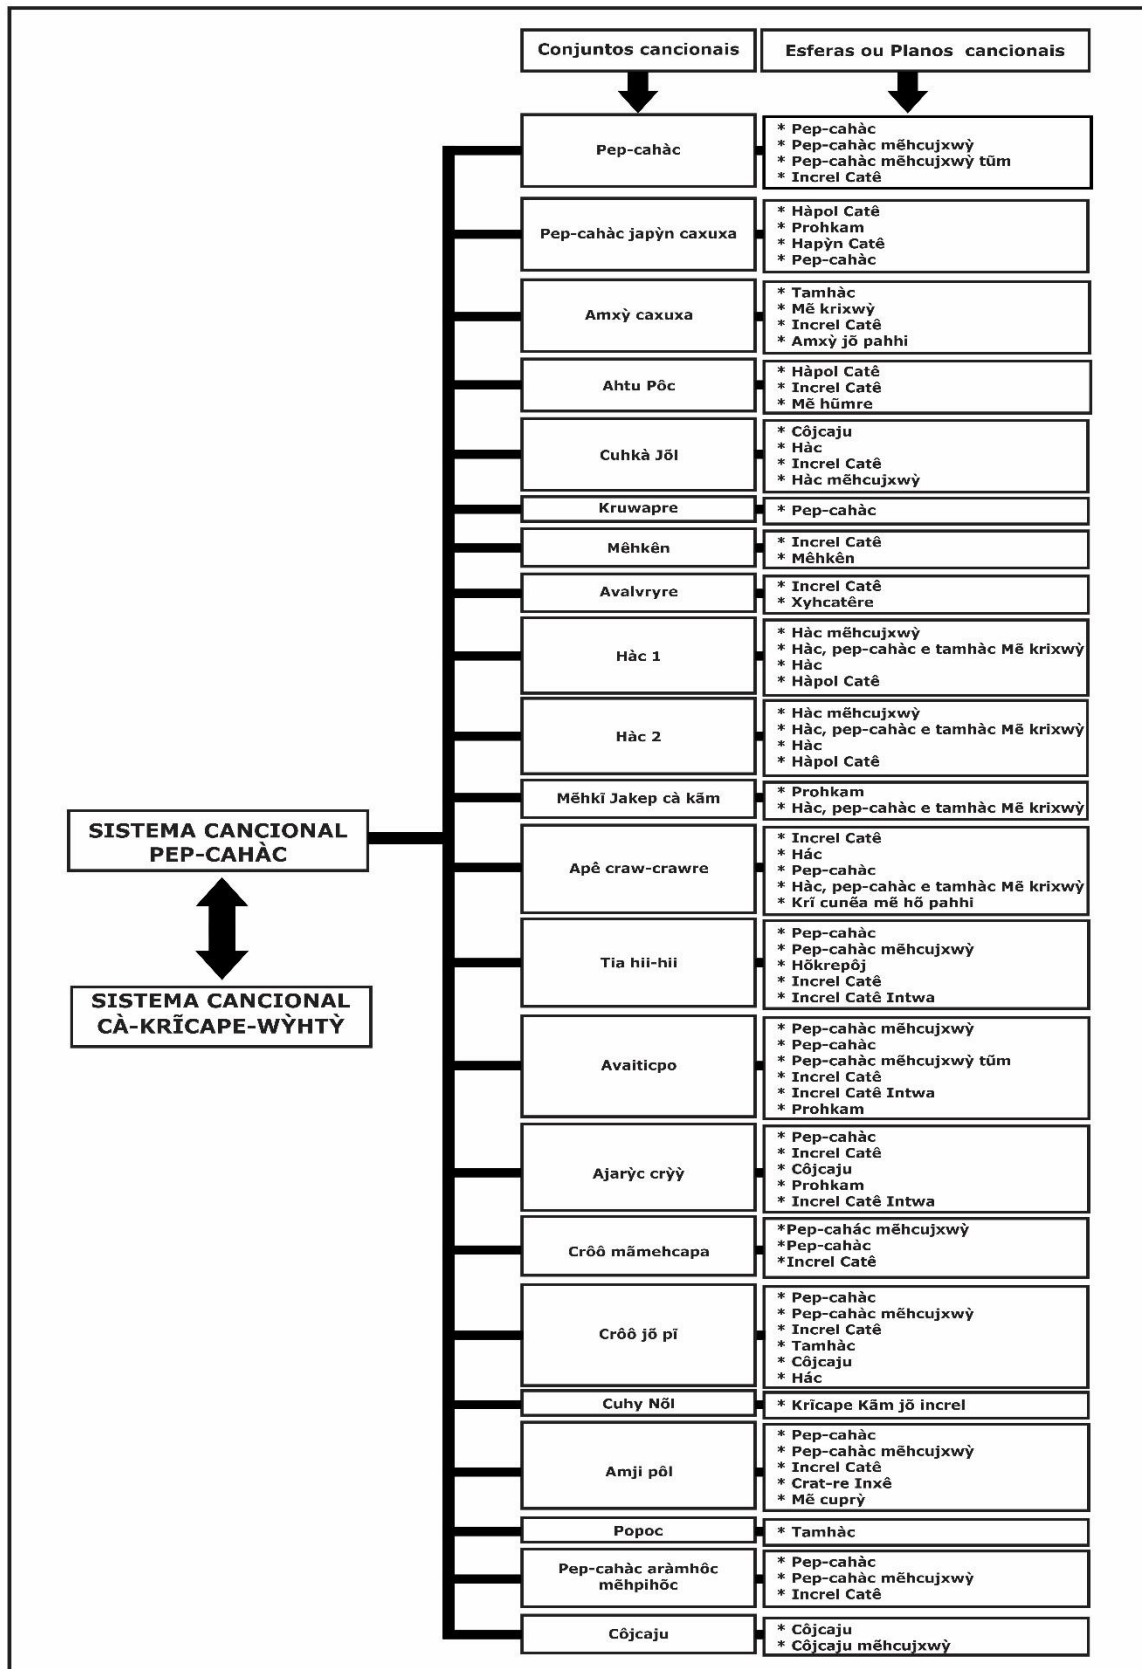 Conjuntos cancionais
Esferas ou Planos cancionais
Pep-cahàc
* Pep-cahàc
* Pep-cahàc mẽhcujxwỳ
* Pep-cahàc mẽhcujxwỳ tũm
* Increl Catê
Pep-cahàc japỳn caxuxa
* Hàpol Catê
* Prohkam
* Hapỳn Catê
* Pep-cahàc
Amxỳ caxuxa
* Tamhàc
* Mẽ krixwỳ
* Increl Catê
* Amxỳ jõ pahhi
Ahtu Pôc
* Hàpol Catê
* Increl Catê
* Mẽ hũmre
Cuhkà Jõl
* Côjcaju
* Hàc
* Increl Catê
* Hàc mẽhcujxwỳ
Kruwapre
* Pep-cahàc
Mêhkên
* Increl Catê
* Mêhkên
Avalvryre
* Increl Catê
* Xyhcatêre
Hàc 1
* Hàc mẽhcujxwỳ
* Hàc, pep-cahàc e tamhàc Mẽ krixwỳ
* Hàc
* Hàpol Catê
Hàc 2
* Hàc mẽhcujxwỳ
* Hàc, pep-cahàc e tamhàc Mẽ krixwỳ
* Hàc
* Hàpol Catê
Mẽhkĩ Jakep cà kãm
* Prohkam
* Hàc, pep-cahàc e tamhàc Mẽ krixwỳ
SISTEMA CANCIONAL
PEP-CAHÀC
Apê craw-crawre
* Increl Catê
* Hác
* Pep-cahàc
* Hàc, pep-cahàc e tamhàc Mẽ krixwỳ
* Krĩ cunẽa mẽ hõ pahhi
Tia hii-hii
* Pep-cahàc
* Pep-cahàc mẽhcujxwỳ
* Hõkrepôj
* Increl Catê
* Increl Catê Intwa
SISTEMA CANCIONAL
CÀ-KRĨCAPE-WỲHTỲ
Avaiticpo
* Pep-cahàc mẽhcujxwỳ
* Pep-cahàc
* Pep-cahàc mẽhcujxwỳ tũm
* Increl Catê
* Increl Catê Intwa
* Prohkam
Ajarỳc crỳỳ
* Pep-cahàc
* Increl Catê
* Côjcaju
* Prohkam
* Increl Catê Intwa
Crôô mãmehcapa
*Pep-cahác mẽhcujxwỳ
*Pep-cahàc
*Increl Catê
Crôô jõ pĩ
* Pep-cahàc
* Pep-cahàc mẽhcujxwỳ
* Increl Catê
* Tamhàc
* Côjcaju
* Hác
Cuhy Nõl
* Krĩcape Kãm jõ increl
Amji pôl
* Pep-cahàc
* Pep-cahàc mẽhcujxwỳ
* Increl Catê
* Crat-re Inxê
* Mẽ cuprỳ
Popoc
* Tamhàc
Pep-cahàc aràmhôc
mẽhpihõc
* Pep-cahàc
* Pep-cahàc mẽhcujxwỳ
* Increl Catê
Côjcaju
* Côjcaju
* Côjcaju mẽhcujxwỳ